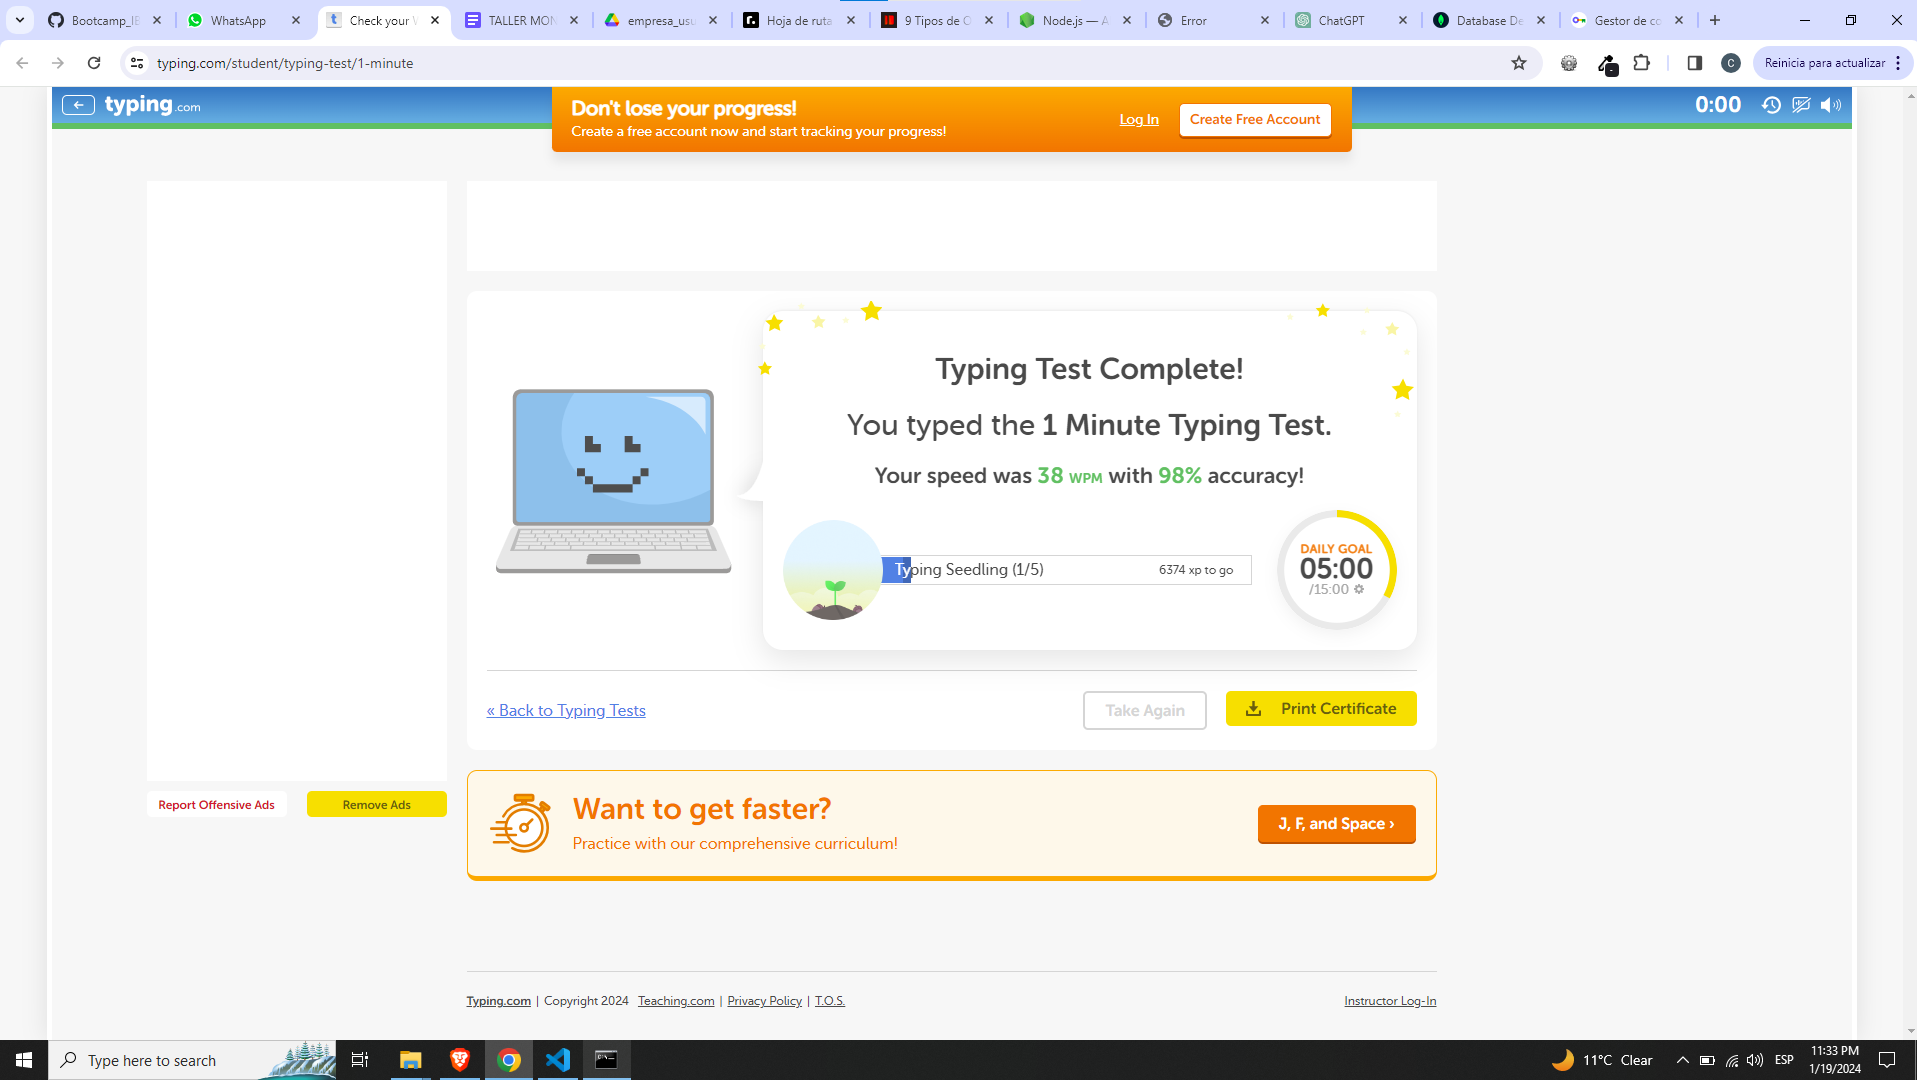 Bootcamp_IE
WhatsApp
Check your W
TALLER MON
empresa_usu
Hoja de ruta
9 Tipos de O
Node.js — A
Error
ChatGPT
Database De
Gestor de co
typing.com/student/typing-test/1-minute
C
Reinicia para actualizar
typing.com
Don't lose your progress!
Create a free account now and start tracking your progress!
Log In
Create Free Account
0:00
Typing Test Complete!
You typed the 1 Minute Typing Test.
Your speed was 38 WPM with 98% accuracy!
Typing Seedling (1/5)
6374 xp to go
DAILY GOAL
05:00
/15:00
« Back to Typing Tests
Take Again
Print Certificate
Report Offensive Ads
Remove Ads
Want to get faster?
Practice with our comprehensive curriculum!
J, F, and Space ›
Typing.com | Copyright 2024 Teaching.com | Privacy Policy | T.O.S.
Instructor Log-In
Type here to search
11°C Clear
ESP
11:33 PM
1/19/2024